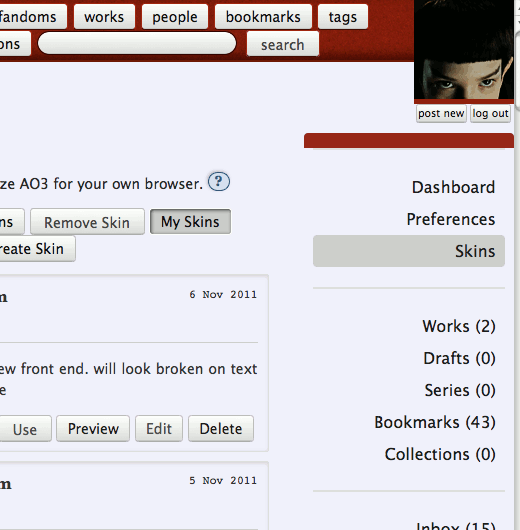 fandoms works people bookmarks tags
ons search
post new log out
ze AO3 for your own browser. ?
ns Remove Skin My Skins
reate Skin
Dashboard
Preferences
Skins
m 6 Nov 2011
ew front end. will look broken on text
e
Use Preview Edit Delete
Works (2)
Drafts (0)
Series (0)
Bookmarks (43)
Collections (0)
m 5 Nov 2011
Inbox (15)